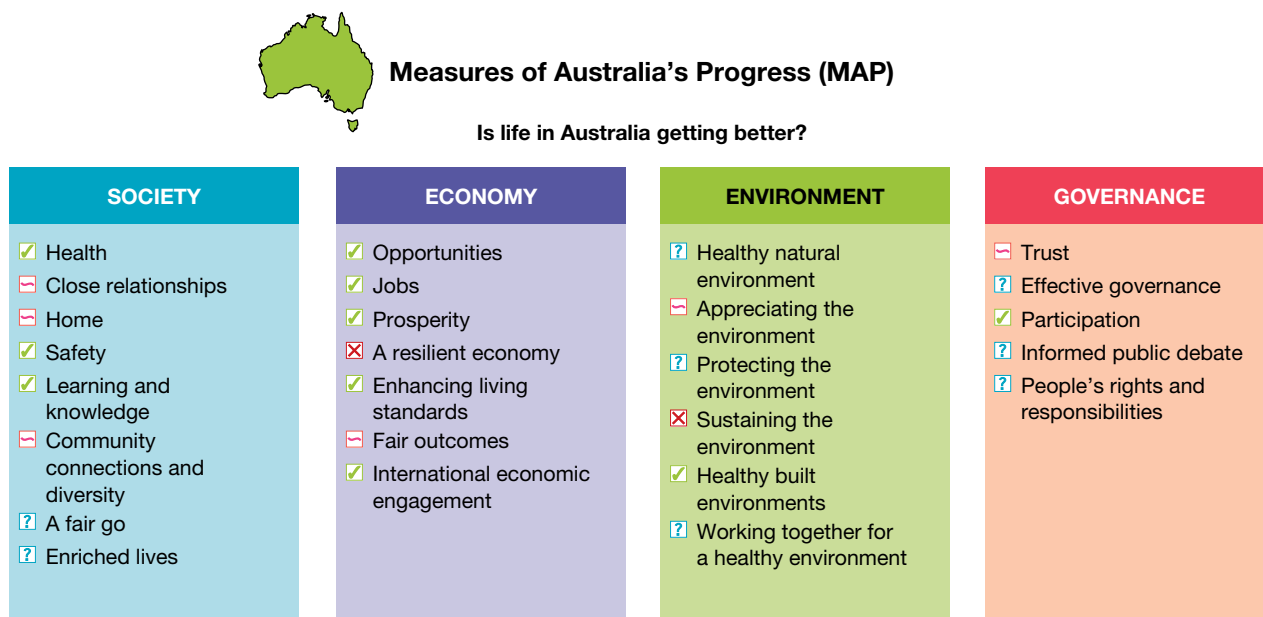 Measures of Australia’s Progress (MAP)
Is life in Australia getting better?
SOCIETY
Health
Close relationships
Home
Safety
Learning and
knowledge
Community
connections and
diversity
? A fair go
? Enriched lives
ECONOMY
Opportunities
Jobs
Prosperity
A resilient economy
Enhancing living
standards
Fair outcomes
International economic
engagement
ENVIRONMENT
? Healthy natural
environment
Appreciating the
environment
? Protecting the
environment
Sustaining the
environment
Healthy built
environments
? Working together for
a healthy environment
GOVERNANCE
Trust
? Effective governance
Participation
? Informed public debate
? People’s rights and
responsibilities